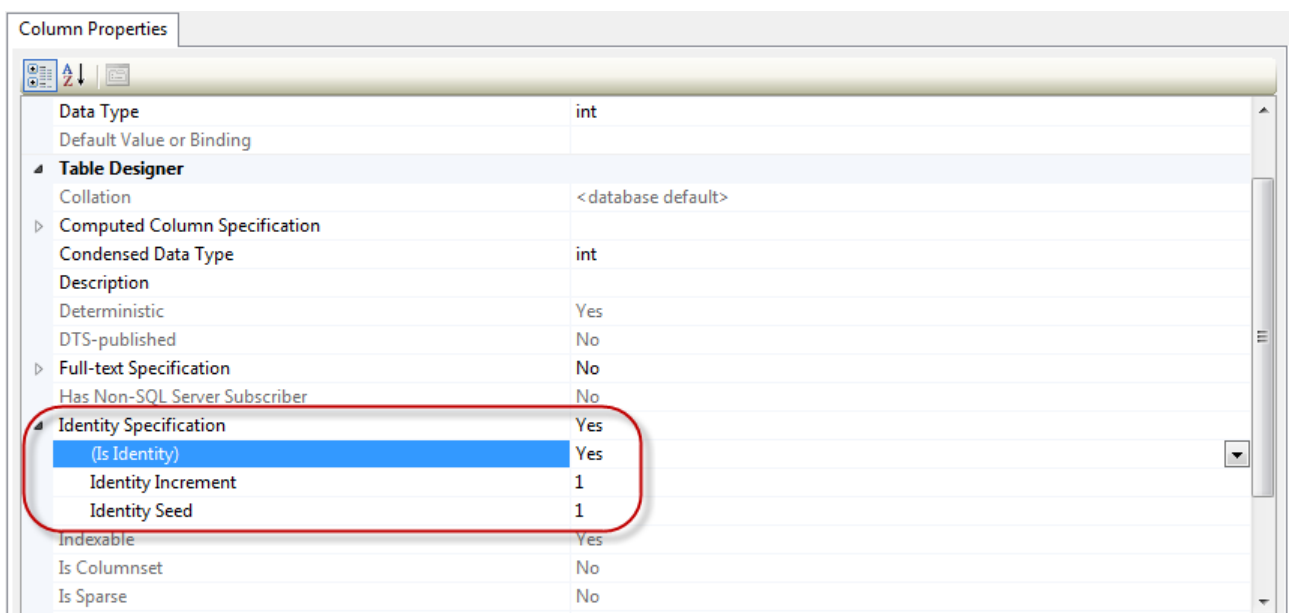 Column Properties
A Z
Data Type int
Default Value or Binding
Table Designer
Collation <database default>
Computed Column Specification
Condensed Data Type int
Description
Deterministic Yes
DTS-published No
Full-text Specification No
Has Non-SQL Server Subscriber No
Identity Specification Yes
(Is Identity) Yes
Identity Increment 1
Identity Seed 1
Indexable Yes
Is Columnset No
Is Sparse No